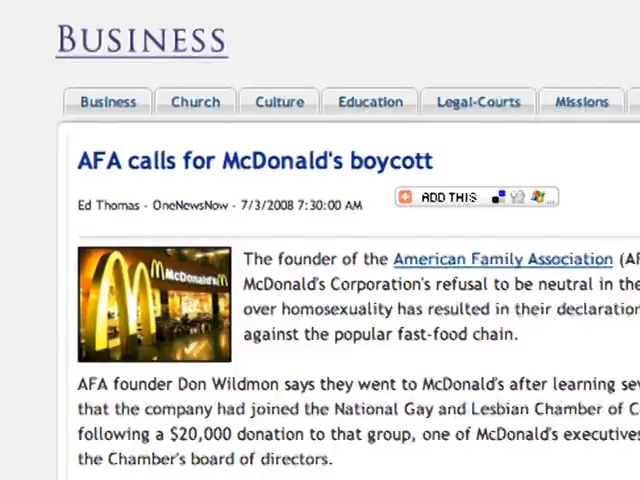 BUSINESS
Business Church Culture Education Legal-Courts Missions
AFA calls for McDonald's boycott
Ed Thomas - OneNewsNow - 7/3/2008 7:30:00 AM
ADD THIS
McDonald's
The founder of the American Family Association (AF
McDonald's Corporation's refusal to be neutral in the
over homosexuality has resulted in their declaration
against the popular fast-food chain.
AFA founder Don Wildmon says they went to McDonald's after learning sev
that the company had joined the National Gay and Lesbian Chamber of C
following a $20,000 donation to that group, one of McDonald's executives
the Chamber's board of directors.